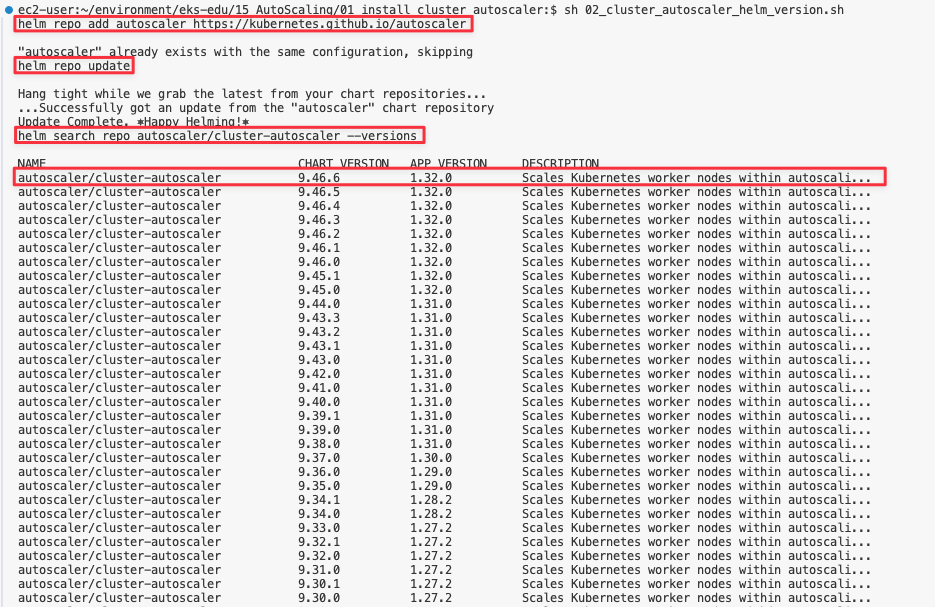 ec2-user:~/environment/eks-edu/15_AutoScaling/01_install_cluster_autoscaler:$ sh 02_cluster_autoscaler_helm_version.sh
helm repo add autoscaler https://kubernetes.github.io/autoscaler
"autoscaler" already exists with the same configuration, skipping
helm repo update
Hang tight while we grab the latest from your chart repositories...
...Successfully got an update from the "autoscaler" chart repository
Update Complete. ⎈Happy Helming!⎈
helm search repo autoscaler/cluster-autoscaler --versions
NAME CHART VERSION APP VERSION DESCRIPTION
autoscaler/cluster-autoscaler 9.46.6 1.32.0 Scales Kubernetes worker nodes within autoscali...
autoscaler/cluster-autoscaler 9.46.5 1.32.0 Scales Kubernetes worker nodes within autoscali...
autoscaler/cluster-autoscaler 9.46.4 1.32.0 Scales Kubernetes worker nodes within autoscali...
autoscaler/cluster-autoscaler 9.46.3 1.32.0 Scales Kubernetes worker nodes within autoscali...
autoscaler/cluster-autoscaler 9.46.2 1.32.0 Scales Kubernetes worker nodes within autoscali...
autoscaler/cluster-autoscaler 9.46.1 1.32.0 Scales Kubernetes worker nodes within autoscali...
autoscaler/cluster-autoscaler 9.46.0 1.32.0 Scales Kubernetes worker nodes within autoscali...
autoscaler/cluster-autoscaler 9.45.1 1.32.0 Scales Kubernetes worker nodes within autoscali...
autoscaler/cluster-autoscaler 9.45.0 1.32.0 Scales Kubernetes worker nodes within autoscali...
autoscaler/cluster-autoscaler 9.44.0 1.31.0 Scales Kubernetes worker nodes within autoscali...
autoscaler/cluster-autoscaler 9.43.3 1.31.0 Scales Kubernetes worker nodes within autoscali...
autoscaler/cluster-autoscaler 9.43.2 1.31.0 Scales Kubernetes worker nodes within autoscali...
autoscaler/cluster-autoscaler 9.43.1 1.31.0 Scales Kubernetes worker nodes within autoscali...
autoscaler/cluster-autoscaler 9.43.0 1.31.0 Scales Kubernetes worker nodes within autoscali...
autoscaler/cluster-autoscaler 9.42.0 1.31.0 Scales Kubernetes worker nodes within autoscali...
autoscaler/cluster-autoscaler 9.41.0 1.31.0 Scales Kubernetes worker nodes within autoscali...
autoscaler/cluster-autoscaler 9.40.0 1.31.0 Scales Kubernetes worker nodes within autoscali...
autoscaler/cluster-autoscaler 9.39.1 1.31.0 Scales Kubernetes worker nodes within autoscali...
autoscaler/cluster-autoscaler 9.39.0 1.31.0 Scales Kubernetes worker nodes within autoscali...
autoscaler/cluster-autoscaler 9.38.0 1.31.0 Scales Kubernetes worker nodes within autoscali...
autoscaler/cluster-autoscaler 9.37.0 1.30.0 Scales Kubernetes worker nodes within autoscali...
autoscaler/cluster-autoscaler 9.36.0 1.29.0 Scales Kubernetes worker nodes within autoscali...
autoscaler/cluster-autoscaler 9.35.0 1.29.0 Scales Kubernetes worker nodes within autoscali...
autoscaler/cluster-autoscaler 9.34.1 1.28.2 Scales Kubernetes worker nodes within autoscali...
autoscaler/cluster-autoscaler 9.34.0 1.28.2 Scales Kubernetes worker nodes within autoscali...
autoscaler/cluster-autoscaler 9.33.0 1.27.2 Scales Kubernetes worker nodes within autoscali...
autoscaler/cluster-autoscaler 9.32.1 1.27.2 Scales Kubernetes worker nodes within autoscali...
autoscaler/cluster-autoscaler 9.32.0 1.27.2 Scales Kubernetes worker nodes within autoscali...
autoscaler/cluster-autoscaler 9.31.0 1.27.2 Scales Kubernetes worker nodes within autoscali...
autoscaler/cluster-autoscaler 9.30.1 1.27.2 Scales Kubernetes worker nodes within autoscali...
autoscaler/cluster-autoscaler 9.30.0 1.27.2 Scales Kubernetes worker nodes within autoscali...